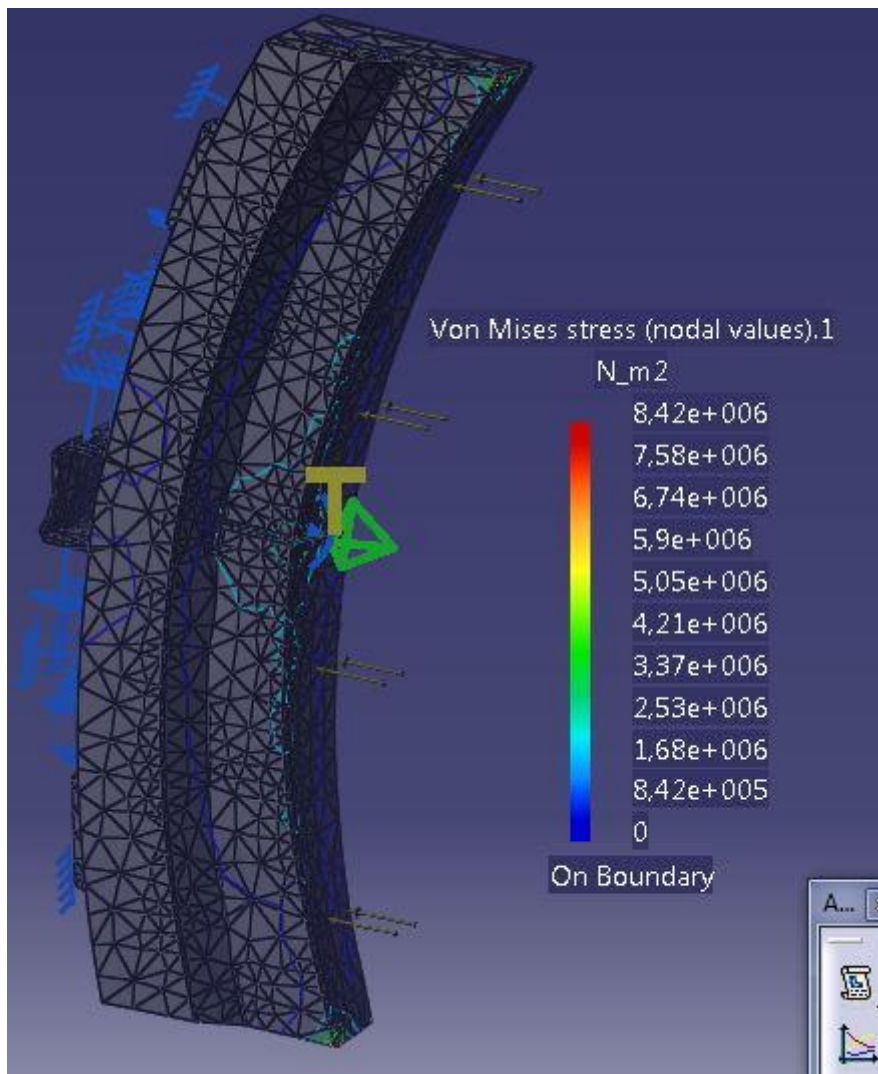 Von Mises stress (nodal values).1
N_m2
8,42e+006
7,58e+006
6,74e+006
5,9e+006
5,05e+006
4,21e+006
3,37e+006
2,53e+006
1,68e+006
8,42e+005
0
On Boundary
A...